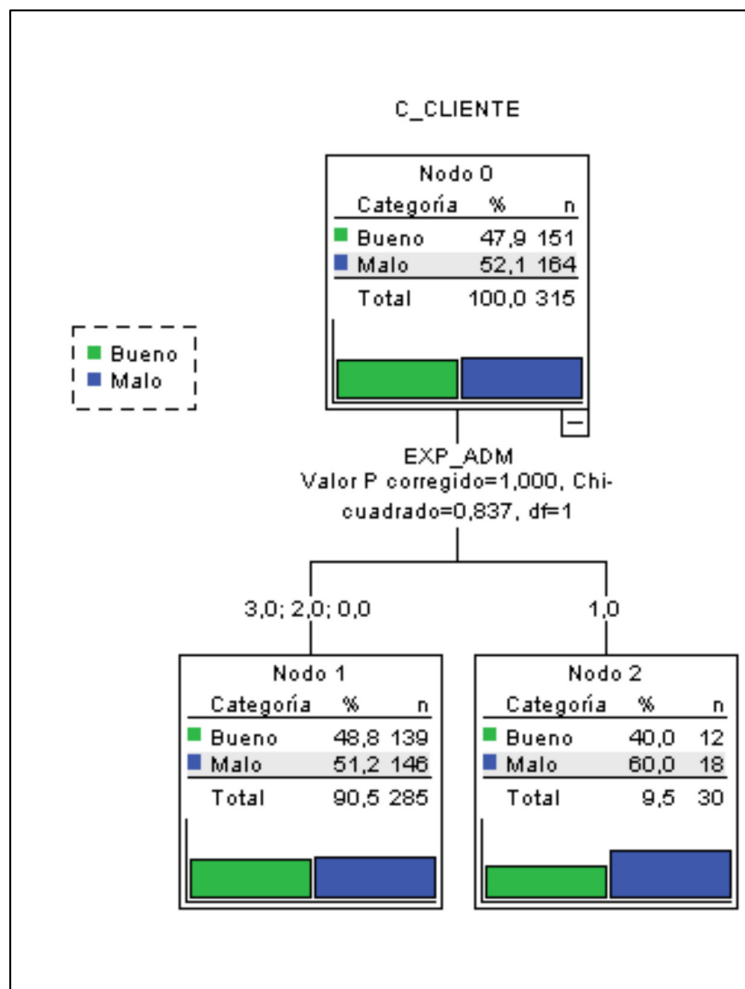 C_CLIENTE
Nodo 0
Categoría % n
Bueno 47,9 151
Malo 52,1 164
Total 100,0 315
Bueno
Malo
EXP_ADM
Valor P corregido=1,000, Chi-
cuadrado=0,837, df=1
3,0; 2,0; 0,0
1,0
Nodo 1
Categoría % n
Bueno 48,8 139
Malo 51,2 146
Total 90,5 285
Nodo 2
Categoría % n
Bueno 40,0 12
Malo 60,0 18
Total 9,5 30